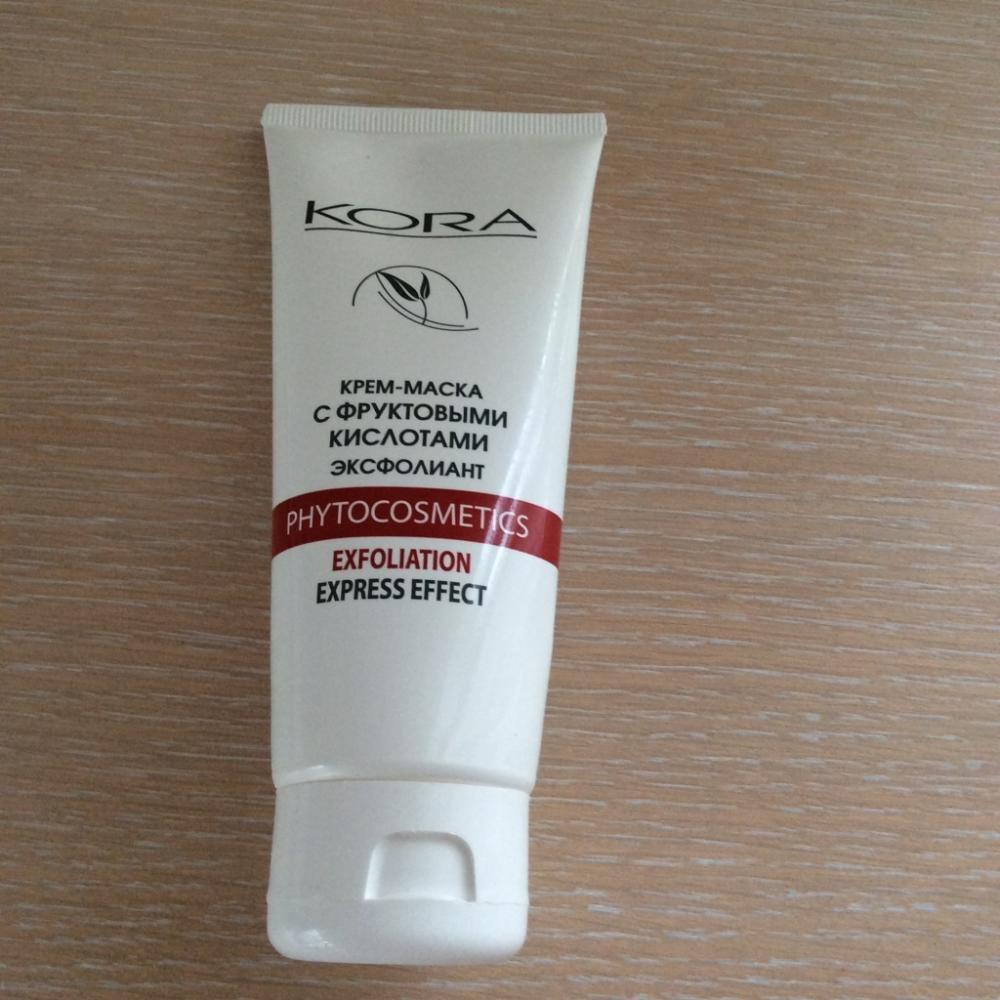 KORA
КРЕМ-МАСКА
С ФРУКТОВЫМИ
КИСЛОТАМИ
ЭКСФОЛИАНТ
PHYTOCOSMETICS
EXFOLIATION
EXPRESS EFFECT